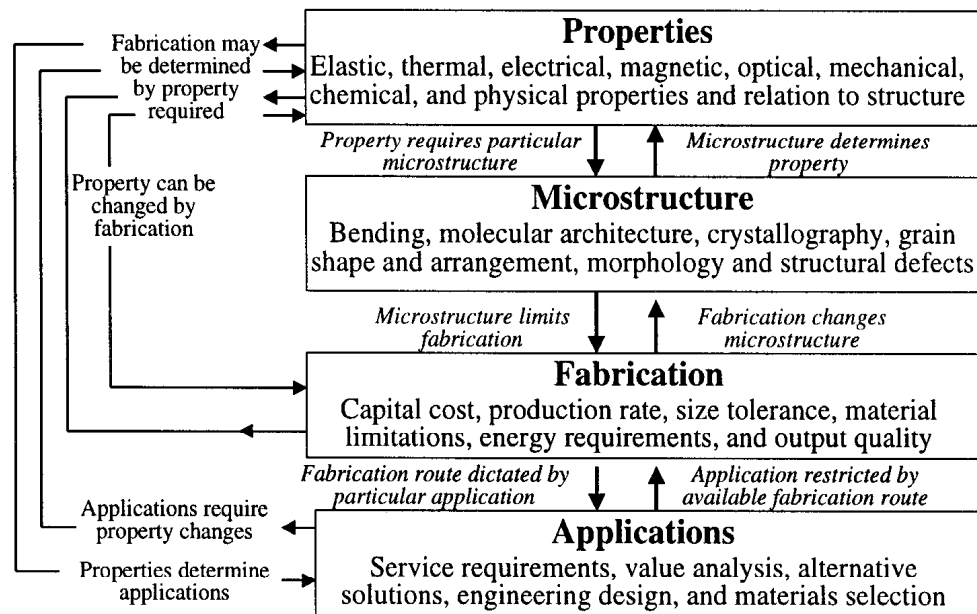 Properties
Elastic, thermal, electrical, magnetic, optical, mechanical,
chemical, and physical properties and relation to structure
Fabrication may
be determined
by property
required
Property requires particular
microstructure
Microstructure determines
property
Property can be
changed by
fabrication
Microstructure
Bending, molecular architecture, crystallography, grain
shape and arrangement, morphology and structural defects
Microstructure limits
fabrication
Fabrication changes
microstructure
Fabrication
Capital cost, production rate, size tolerance, material
limitations, energy requirements, and output quality
Fabrication route dictated by
particular application
Application restricted by
available fabrication route
Applications require
property changes
Applications
Properties determine
applications
Service requirements, value analysis, alternative
solutions, engineering design, and materials selection